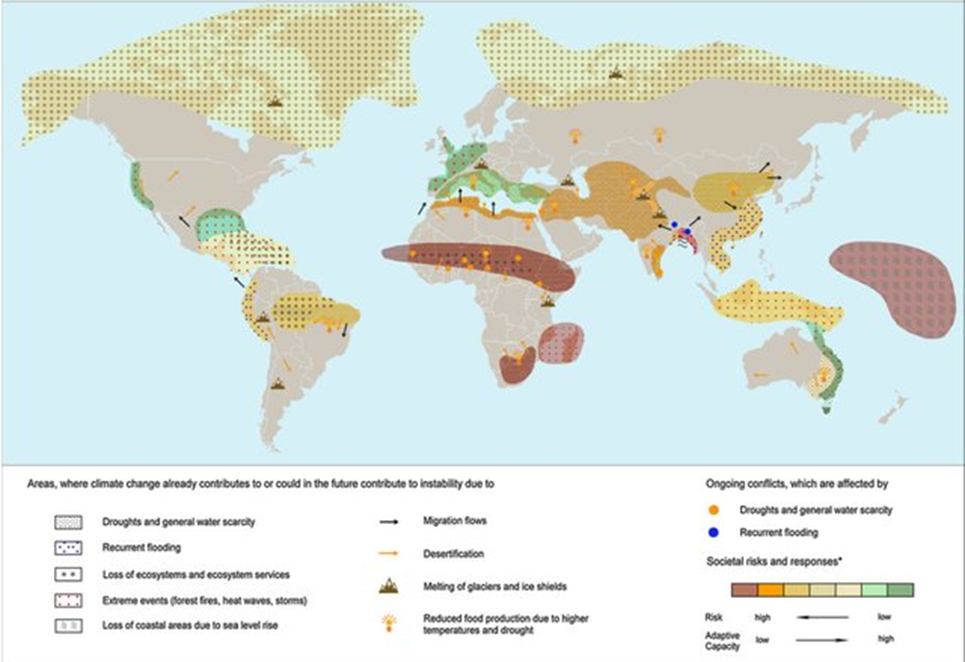 Areas, where climate change already contributes to or could in the future contribute to instability due to
Droughts and general water scarcity
Recurrent flooding
Loss of ecosystems and ecosystem services
Extreme events (forest fires, heat waves, storms)
Loss of coastal areas due to sea level rise
Migration flows
Desertification
Melting of glaciers and ice shields
Reduced food production due to higher
temperatures and drought
Ongoing conflicts, which are affected by
Droughts and general water scarcity
Recurrent flooding
Societal risks and responses*
Risk high low
Adaptive
Capacity low high